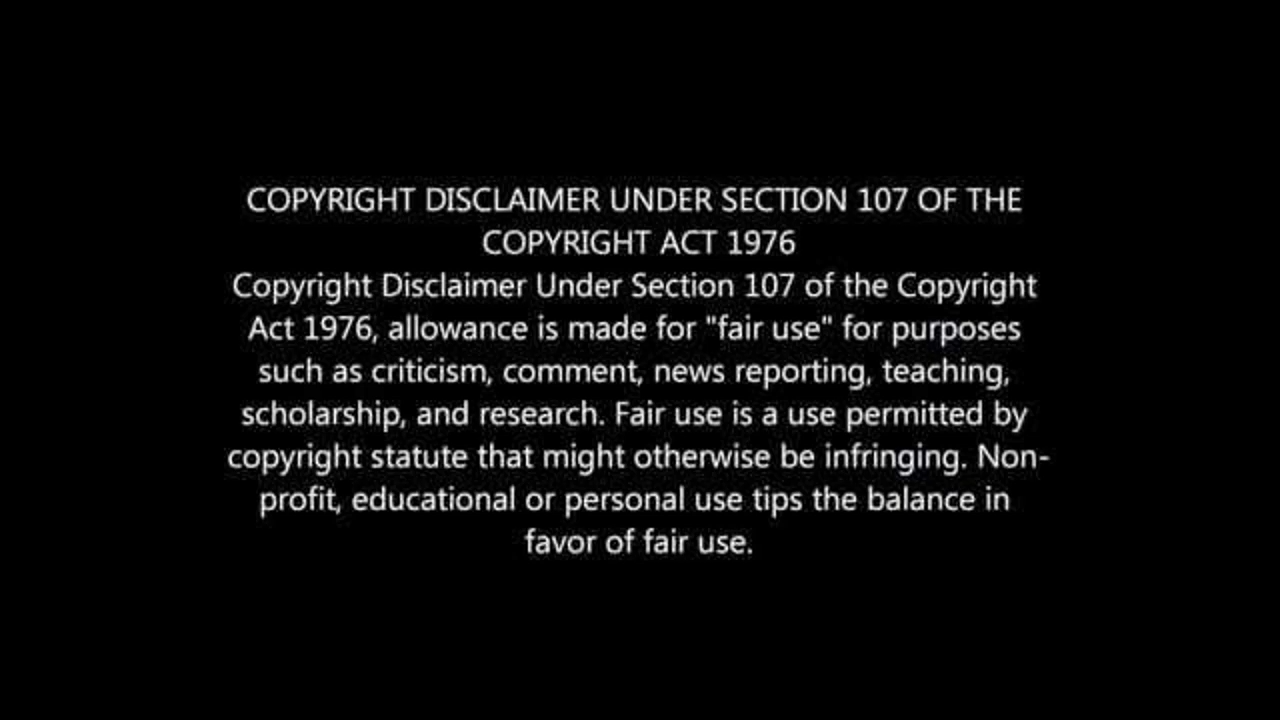 COPYRIGHT DISCLAIMER UNDER SECTION 107 OF THE
COPYRIGHT ACT 1976
Copyright Disclaimer Under Section 107 of the Copyright
Act 1976, allowance is made for "fair use" for purposes
such as criticism, comment, news reporting, teaching,
scholarship, and research. Fair use is a use permitted by
copyright statute that might otherwise be infringing. Non-
profit, educational or personal use tips the balance in
favor of fair use.